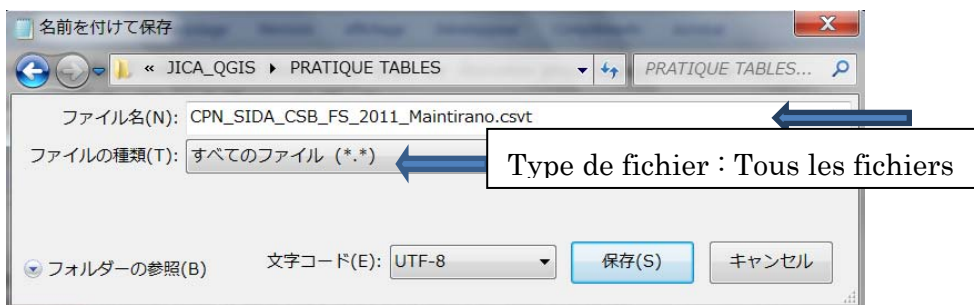 名前を付けて保存
« JICA_QGIS ▸ PRATIQUE TABLES
PRATIQUE TABLES...
ファイル名(N): CPN_SIDA_CSB_FS_2011_Maintirano.csvt
ファイルの種類(T): すべてのファイル (*.*)
Type de fichier : Tous les fichiers
フォルダーの参照(B)
文字コード(E): UTF-8
保存(S)
キャンセル